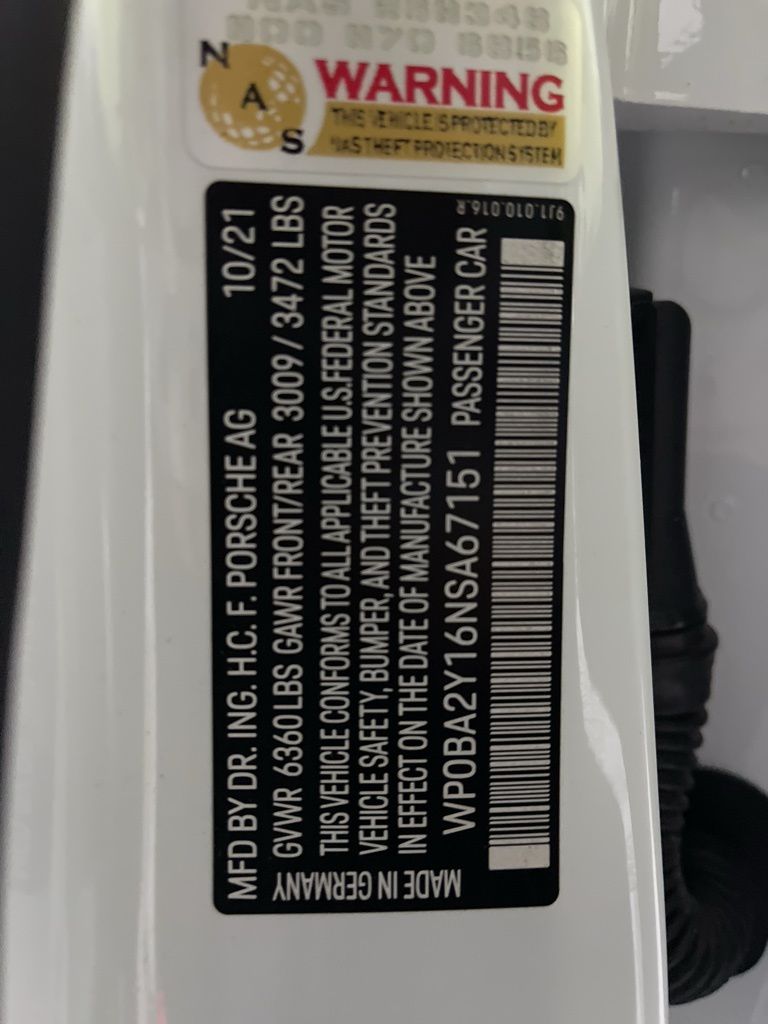 N A S
WARNING
THIS VEHICLE IS PROTECTED BY
NAS THEFT PROTECTION SYSTEM
MFD BY DR. ING. H.C. F. PORSCHE AG 10/21
GVWR 6360 LBS GAWR FRONT/REAR 3009 / 3472 LBS
THIS VEHICLE CONFORMS TO ALL APPLICABLE U.S. FEDERAL MOTOR
VEHICLE SAFETY, BUMPER, AND THEFT PREVENTION STANDARDS
IN EFFECT ON THE DATE OF MANUFACTURE SHOWN ABOVE
WP0BA2Y16NSA67151 PASSENGER CAR
MADE IN GERMANY
9J1.010.016.R